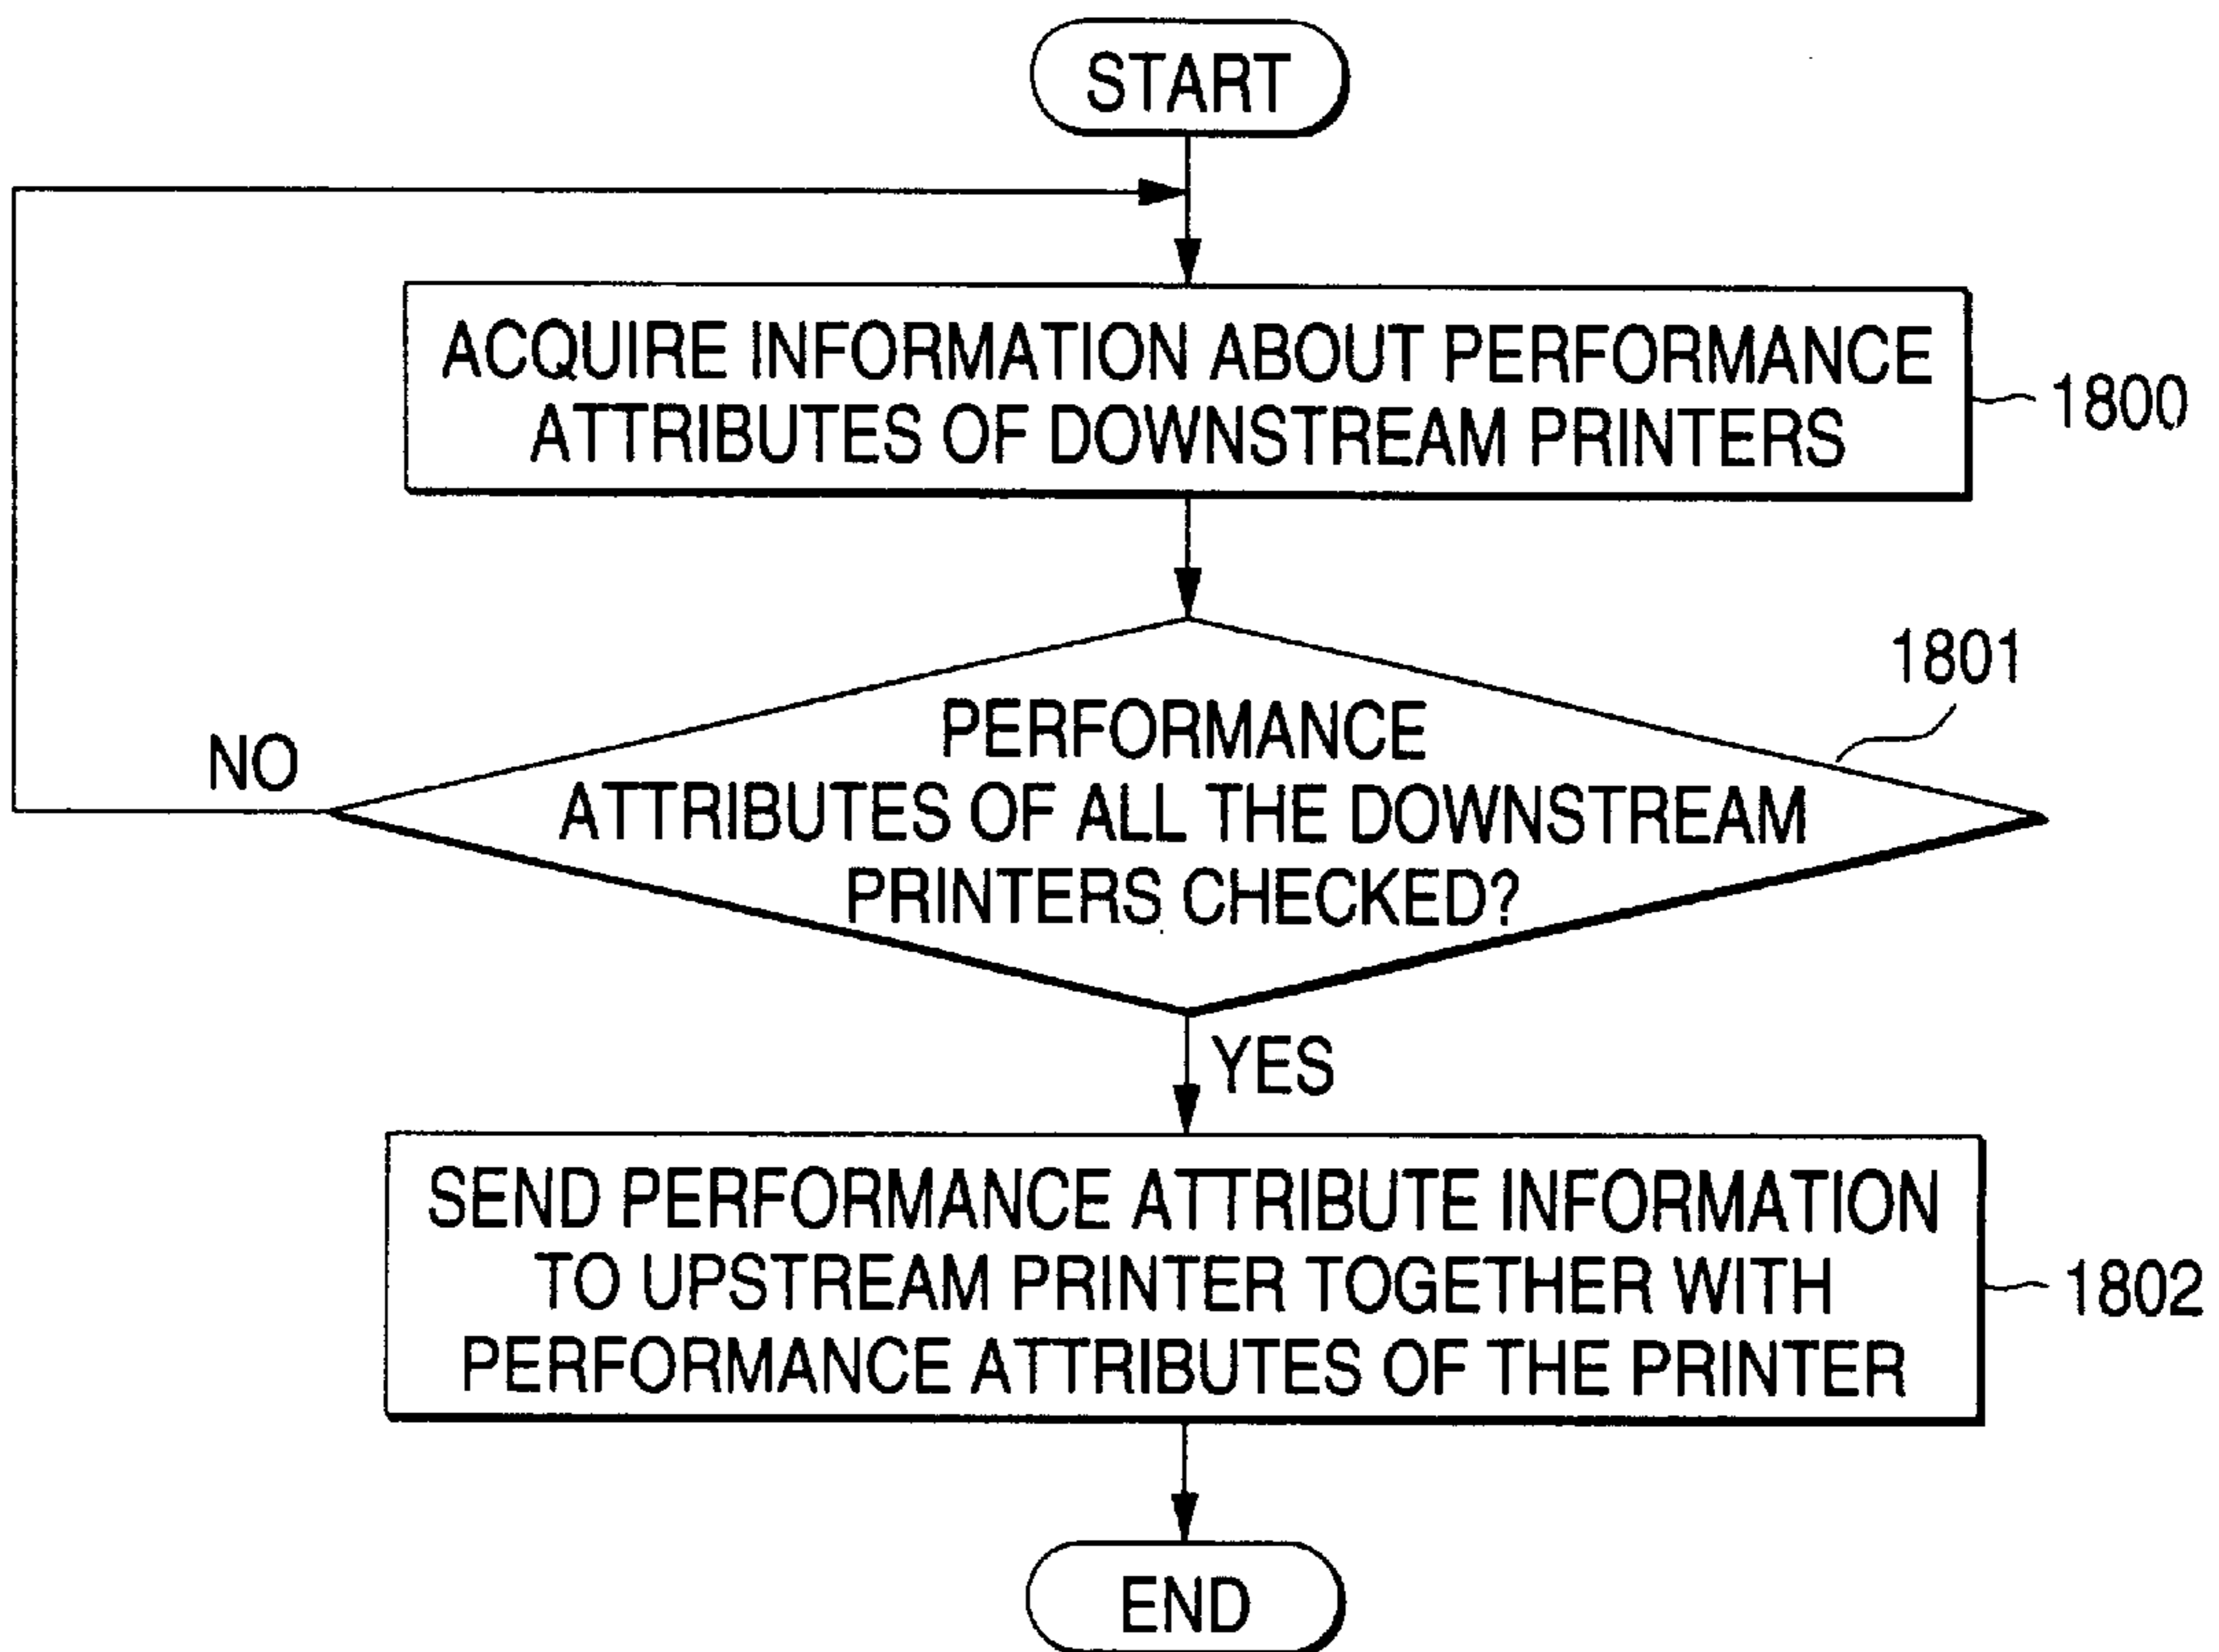 START
ACQUIRE INFORMATION ABOUT PERFORMANCE
ATTRIBUTES OF DOWNSTREAM PRINTERS
1800
1801
PERFORMANCE
ATTRIBUTES OF ALL THE DOWNSTREAM
PRINTERS CHECKED?
NO
YES
SEND PERFORMANCE ATTRIBUTE INFORMATION
TO UPSTREAM PRINTER TOGETHER WITH
PERFORMANCE ATTRIBUTES OF THE PRINTER
1802
END